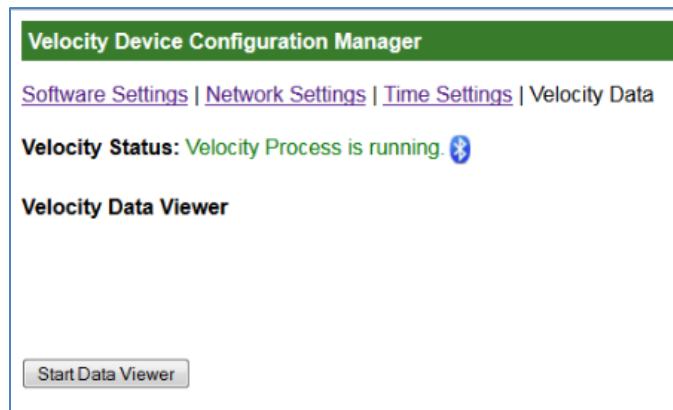 Velocity Device Configuration Manager
Software Settings | Network Settings | Time Settings | Velocity Data
Velocity Status: Velocity Process is running.
Velocity Data Viewer
Start Data Viewer